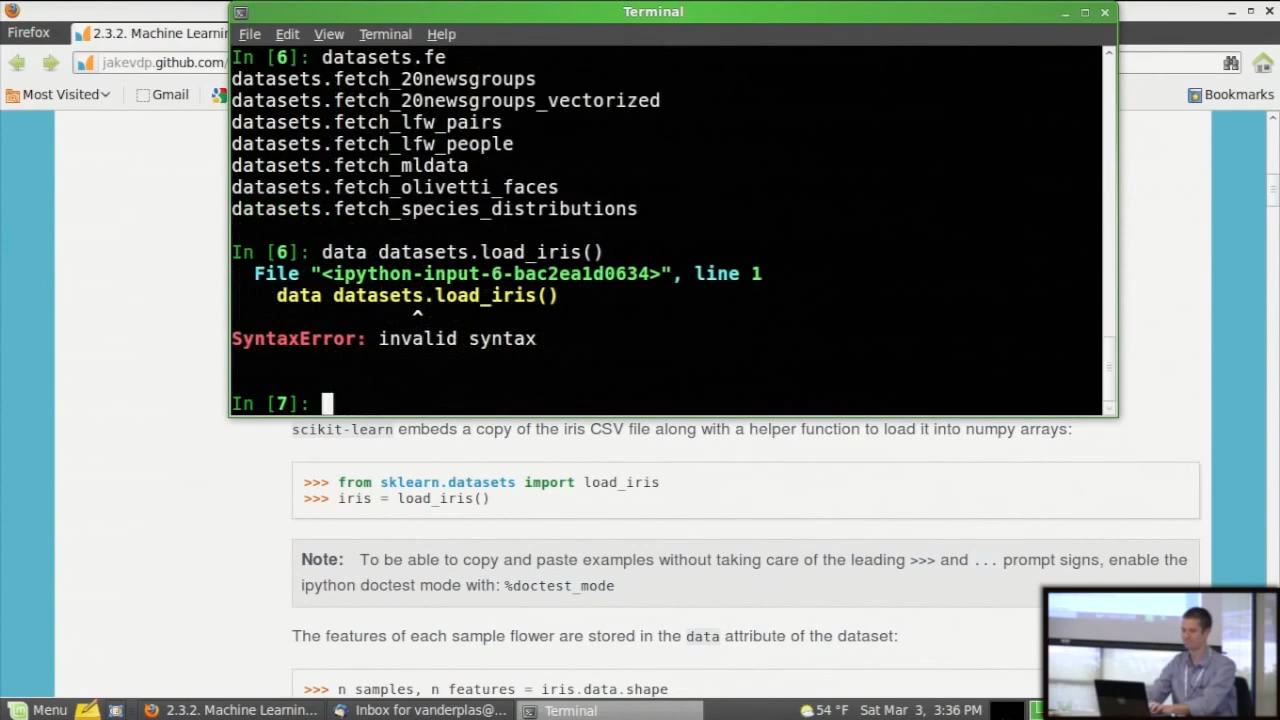 Terminal
Firefox
2.3.2. Machine Learnin
File Edit View Terminal Help
jakevdp.github.com/
Most Visited
Gmail
Bookmarks
In [6]: datasets.fe
datasets.fetch_20newsgroups
datasets.fetch_20newsgroups_vectorized
datasets.fetch_lfw_pairs
datasets.fetch_lfw_people
datasets.fetch_mldata
datasets.fetch_olivetti_faces
datasets.fetch_species_distributions
In [6]: data datasets.load_iris()
File "<ipython-input-6-bac2ea1d0634>", line 1
data datasets.load_iris()
^
SyntaxError: invalid syntax
In [7]:
scikit-learn embeds a copy of the iris CSV file along with a helper function to load it into numpy arrays:
>>> from sklearn.datasets import load_iris
>>> iris = load_iris()
Note: To be able to copy and paste examples without taking care of the leading >>> and ... prompt signs, enable the
ipython doctest mode with: %doctest_mode
The features of each sample flower are stored in the data attribute of the dataset:
>>> n_samples, n_features = iris.data.shape
Menu 2.3.2. Machine Learnin... Inbox for vanderplas@... Terminal 54 °F Sat Mar 3, 3:36 PM